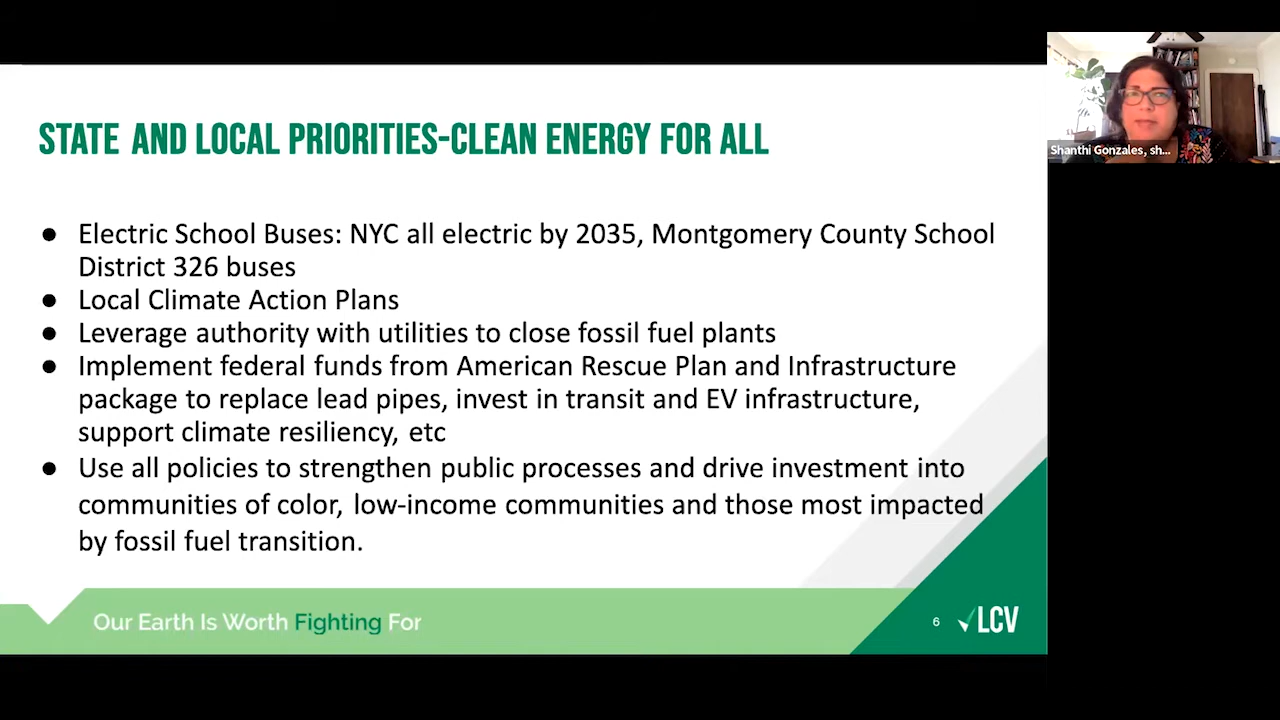 STATE AND LOCAL PRIORITIES-CLEAN ENERGY FOR ALL
Shanthi Gonzales, sh...
● Electric School Buses: NYC all electric by 2035, Montgomery County School
District 326 buses
● Local Climate Action Plans
● Leverage authority with utilities to close fossil fuel plants
● Implement federal funds from American Rescue Plan and Infrastructure
package to replace lead pipes, invest in transit and EV infrastructure,
support climate resiliency, etc
● Use all policies to strengthen public processes and drive investment into
communities of color, low-income communities and those most impacted
by fossil fuel transition.
Our Earth Is Worth Fighting For
6
LCV